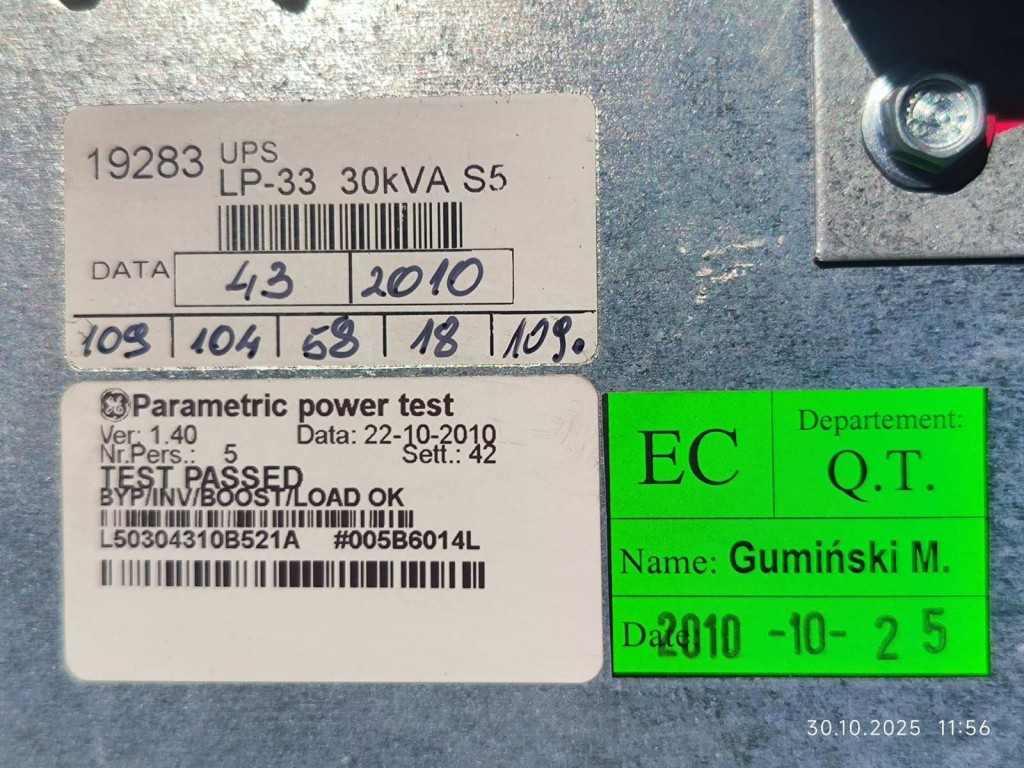 19283 UPS
LP-33 30kVA S5
DATA 43 2010
109 104 58 18 109.
GE Parametric power test
Ver: 1.40 Data: 22-10-2010
Nr.Pers.: 5 Sett.: 42
TEST PASSED
BYP/INV/BOOST/LOAD OK
L50304310B521A #005B6014L
EC Departement:
Q.T.
Name: Gumiński M.
Date: 2010 -10- 25
30.10.2025 11:56